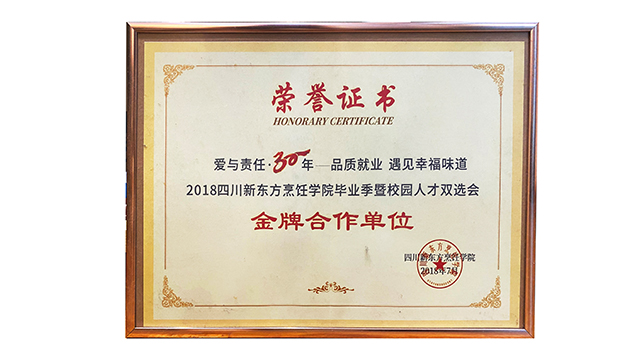 荣誉证书
HONORARY CERTIFICATE
爱与责任·30年—品质就业 遇见幸福味道
2018四川新东方烹饪学院毕业季暨校园人才双选会
金牌合作单位
四川新东方烹饪学院
2018年7月